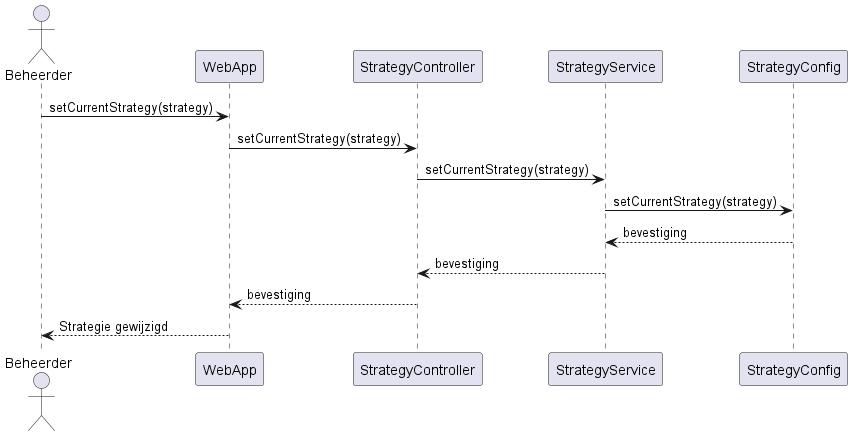 Beheerder
WebApp
StrategyController
StrategyService
StrategyConfig
setCurrentStrategy(strategy)
setCurrentStrategy(strategy)
setCurrentStrategy(strategy)
setCurrentStrategy(strategy)
bevestiging
bevestiging
bevestiging
Strategie gewijzigd
Beheerder
WebApp
StrategyController
StrategyService
StrategyConfig